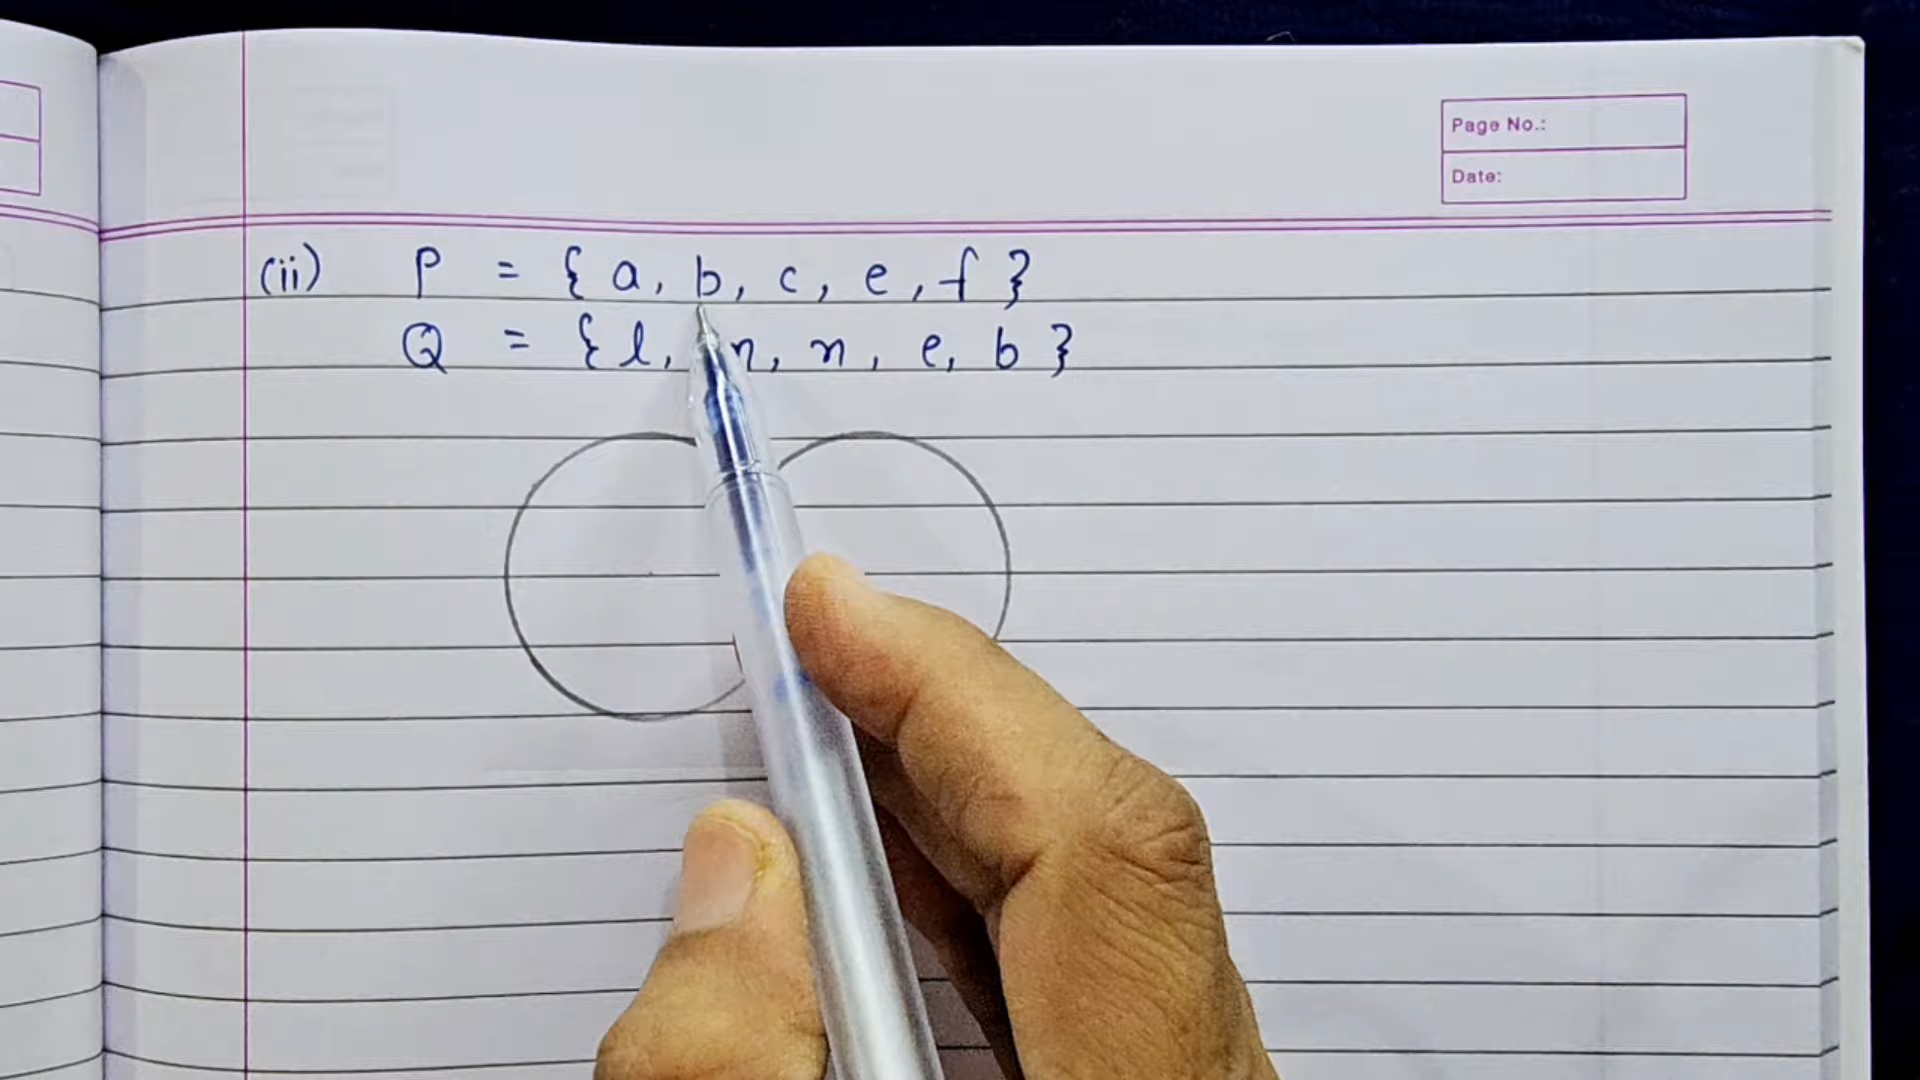 Page No.:
Date:
(ii) P = { a, b, c, e, f }
Q = { l, m, n, e, b }